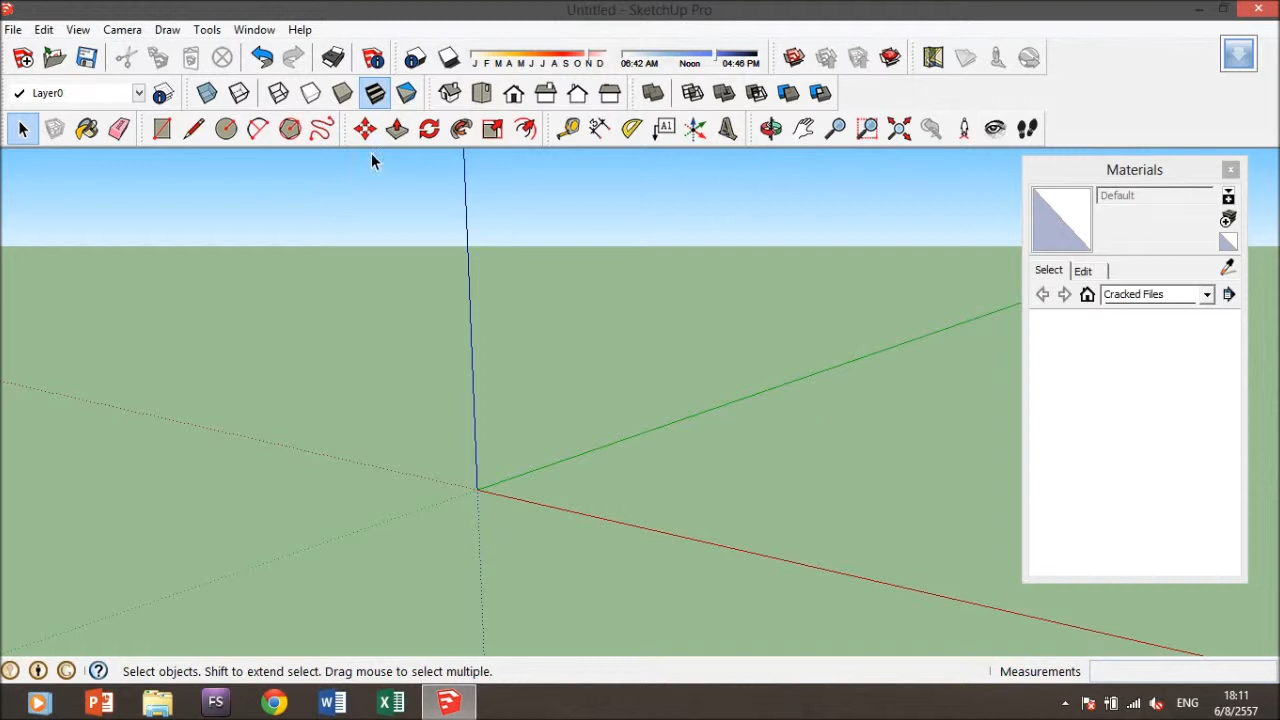 Untitled - SketchUp Pro
File Edit View Camera Draw Tools Window Help
J F M A M J J A S O N D
06:42 AM Noon 04:46 PM
Layer0
A1
Materials
Default
Select Edit
Cracked Files
Select objects. Shift to extend select. Drag mouse to select multiple.
Measurements
FS
ENG
18:11
6/8/2557